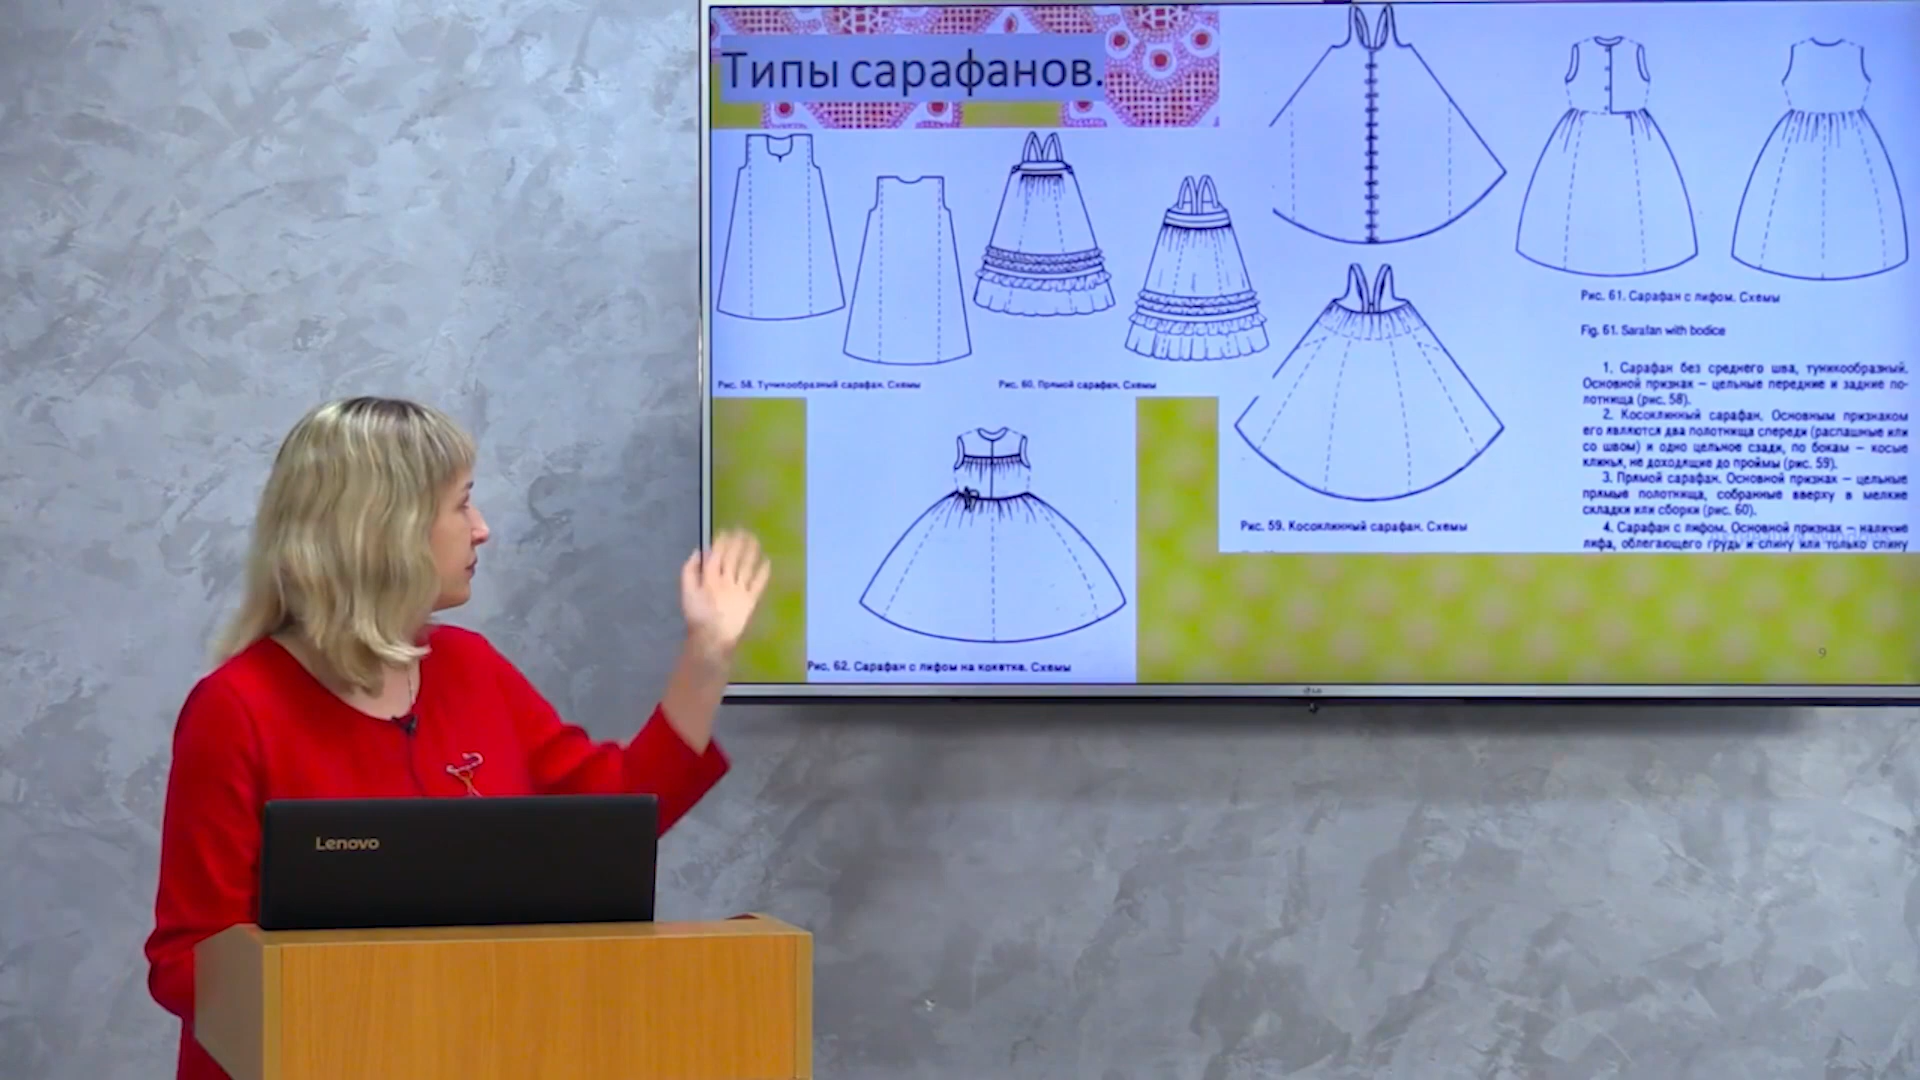 Типы сарафанов.
Рис. 58. Туникообразный сарафан. Схемы
Рис. 60. Прямой сарафан. Схемы
Рис. 62. Сарафан с лифом на кокетке. Схемы
Рис. 59. Косоклинный сарафан. Схемы
Рис. 61. Сарафан с лифом. Схемы
Fig. 61. Sarafan with bodice
1. Сарафан без среднего шва, туникообразный.
Основной признак — цельные передние и задние по-
лотнища (рис. 58).
2. Косоклинный сарафан. Основным признаком
его являются два полотнища спереди (распашные или
со швом) и одно цельное сзади, по бокам — косые
клинья, не доходящие до проймы (рис. 59).
3. Прямой сарафан. Основной признак — цельные
прямые полотнища, собранные вверху в мелкие
складки или сборки (рис. 60).
4. Сарафан с лифом. Основной признак — наличие
лифа, облегающего грудь и спину или только спину
9
LG
Lenovo